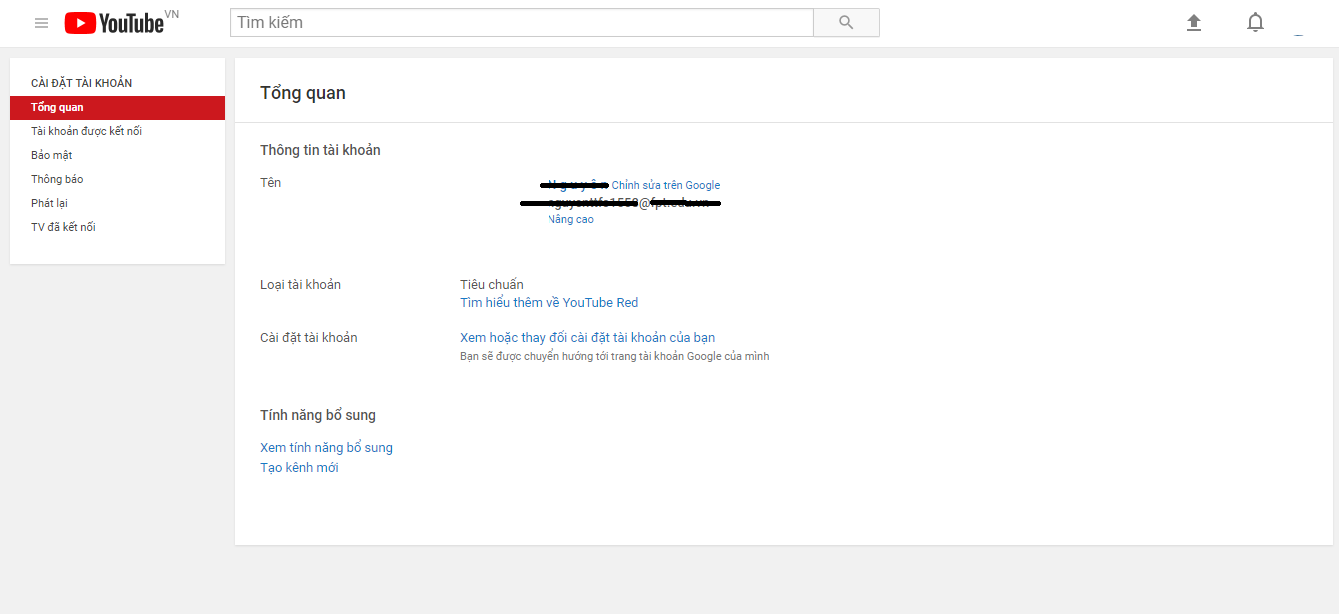 YouTube VN
Tìm kiếm
CÀI ĐẶT TÀI KHOẢN
Tổng quan
Tài khoản được kết nối
Bảo mật
Thông báo
Phát lại
TV đã kết nối
Tổng quan
Thông tin tài khoản
Tên
Chỉnh sửa trên Google
Nâng cao
Loại tài khoản
Tiêu chuẩn
Tìm hiểu thêm về YouTube Red
Cài đặt tài khoản
Xem hoặc thay đổi cài đặt tài khoản của bạn
Bạn sẽ được chuyển hướng tới trang tài khoản Google của mình
Tính năng bổ sung
Xem tính năng bổ sung
Tạo kênh mới